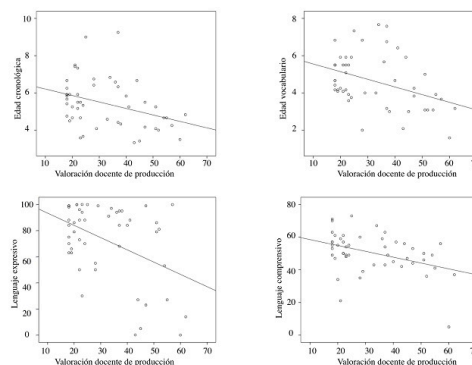 10
8
6
4
Edad cronológica
10 20 30 40 50 60 70
Valoración docente de producción
8
6
4
2
Edad vocabulario
10 20 30 40 50 60 70
Valoración docente de producción
100
80
60
40
20
0
Lenguaje expresivo
10 20 30 40 50 60 70
Valoración docente de producción
80
60
40
20
0
Lenguaje comprensivo
10 20 30 40 50 60 70
Valoración docente de producción